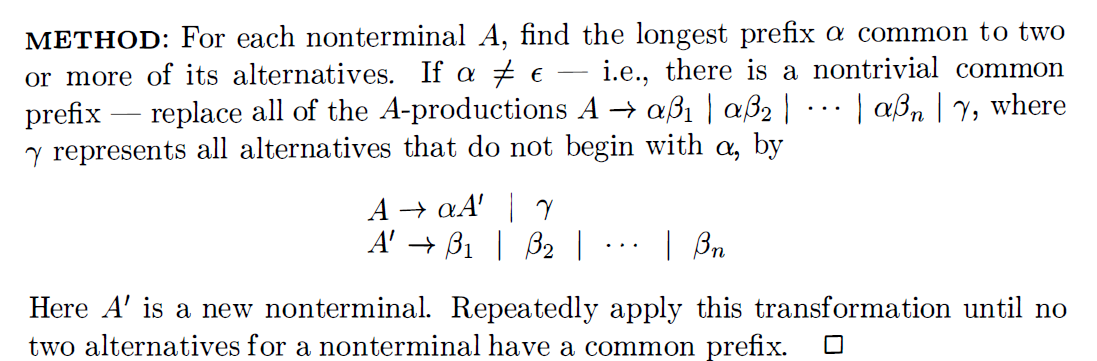 METHOD: For each nonterminal A, find the longest prefix α common to two
or more of its alternatives. If α ≠ ϵ — i.e., there is a nontrivial common
prefix — replace all of the A-productions A → αβ₁ | αβ₂ | ⋯ | αβₙ | γ, where
γ represents all alternatives that do not begin with α, by
A → αA′ | γ
A′ → β₁ | β₂ | ⋯ | βₙ
Here A′ is a new nonterminal. Repeatedly apply this transformation until no
two alternatives for a nonterminal have a common prefix. □